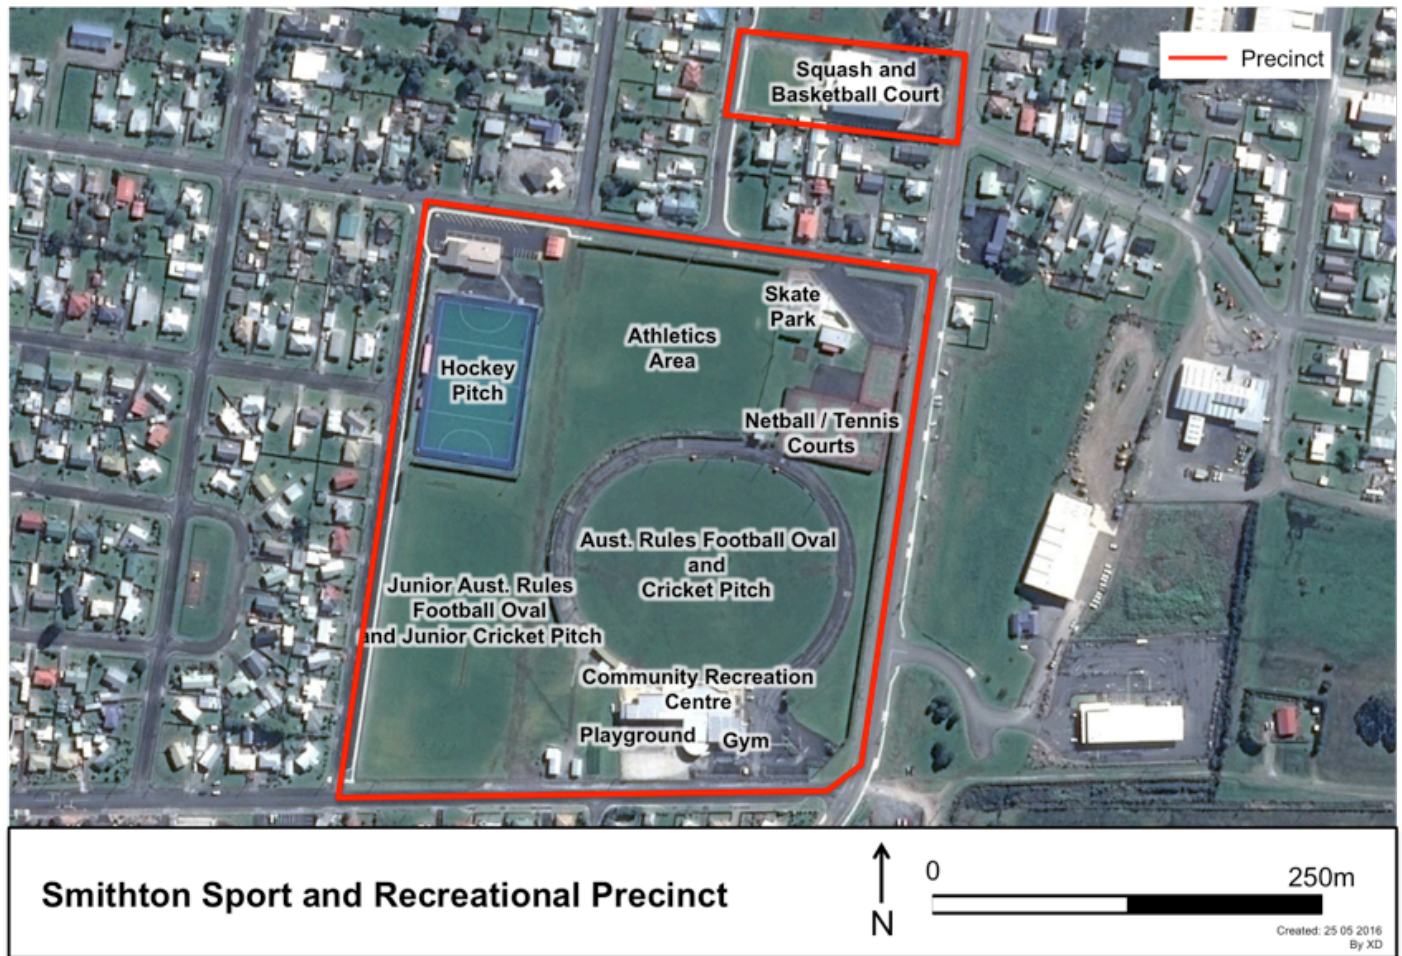 Precinct
Squash and
Basketball Court
Skate
Park
Athletics
Area
Hockey
Pitch
Netball / Tennis
Courts
Aust. Rules Football Oval
and
Cricket Pitch
Junior Aust. Rules
Football Oval
and Junior Cricket Pitch
Community Recreation
Centre
Playground
Gym
Smithton Sport and Recreational Precinct
N
0
250m
Created: 25 05 2016
By XD